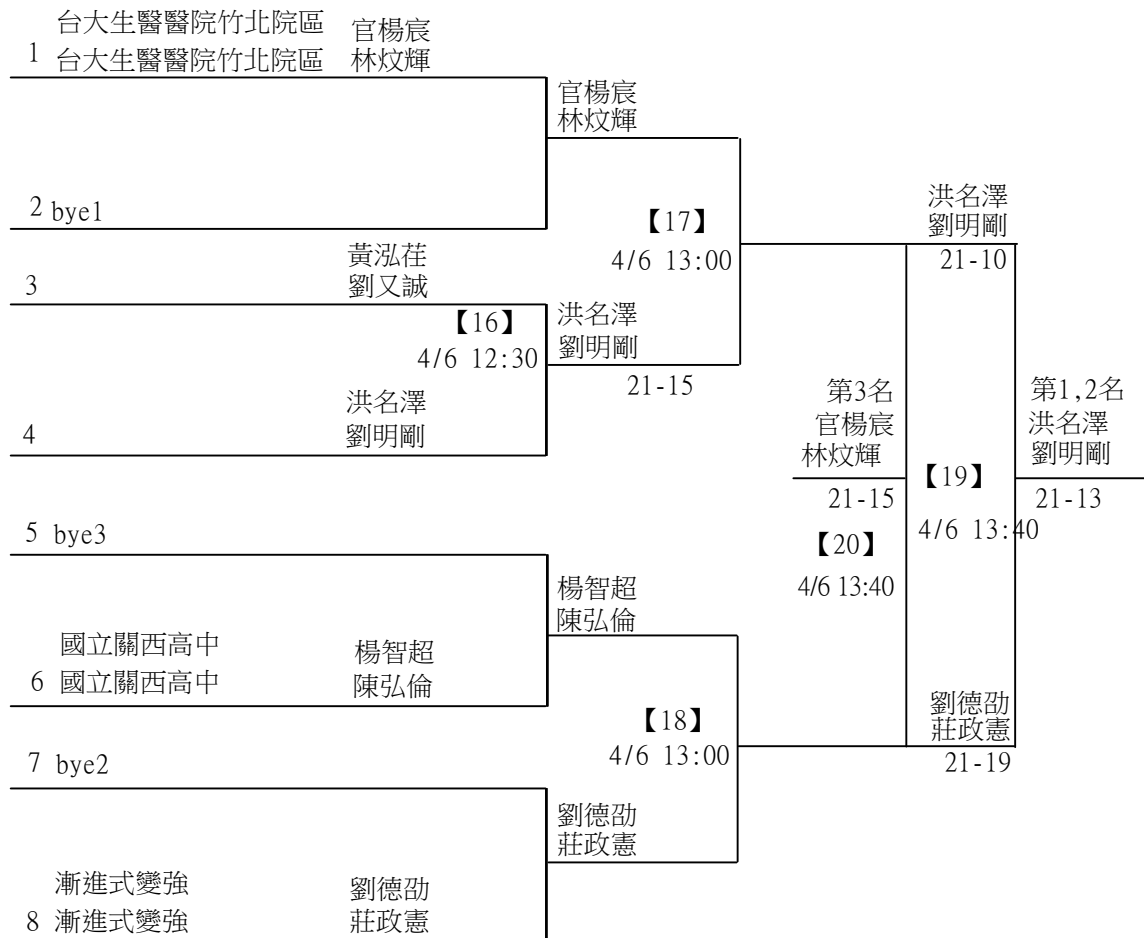 台大生醫醫院竹北院區 官楊宸
1 台大生醫醫院竹北院區 林炆輝
官楊宸
林炆輝
2 bye1
【17】
4/6 13:00
洪名澤
劉明剛
21-10
黃泓荏
3 劉又誠
【16】
4/6 12:30
洪名澤
劉明剛
21-15
洪名澤
4 劉明剛
第3名
官楊宸
林炆輝
21-15
【20】
4/6 13:40
【19】
4/6 13:40
第1,2名
洪名澤
劉明剛
21-13
5 bye3
楊智超
陳弘倫
國立關西高中 楊智超
6 國立關西高中 陳弘倫
【18】
4/6 13:00
劉德劭
莊政憲
21-19
7 bye2
劉德劭
莊政憲
漸進式變強 劉德劭
8 漸進式變強 莊政憲